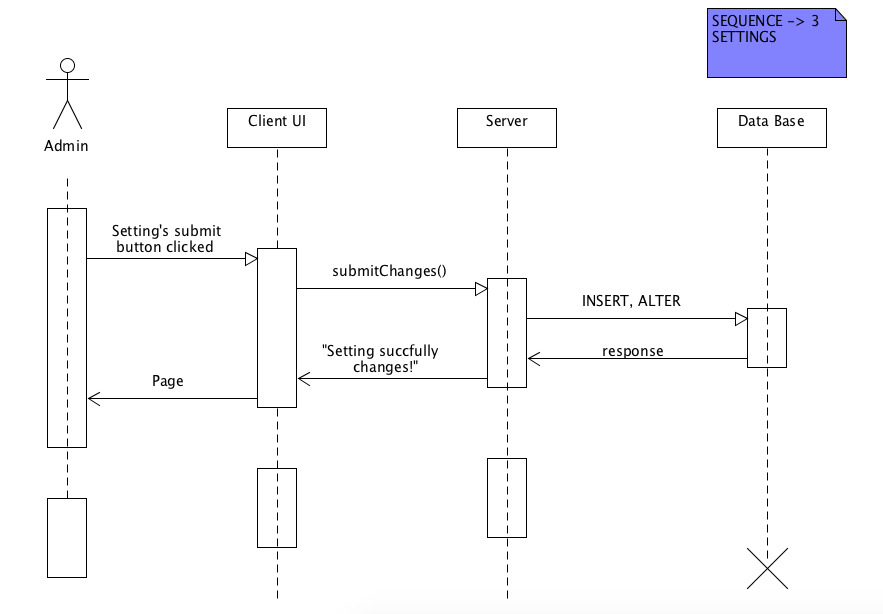 SEQUENCE -> 3
SETTINGS
Admin
Client UI
Server
Data Base
Setting's submit
button clicked
submitChanges()
INSERT, ALTER
response
"Setting succfully
changes!"
Page